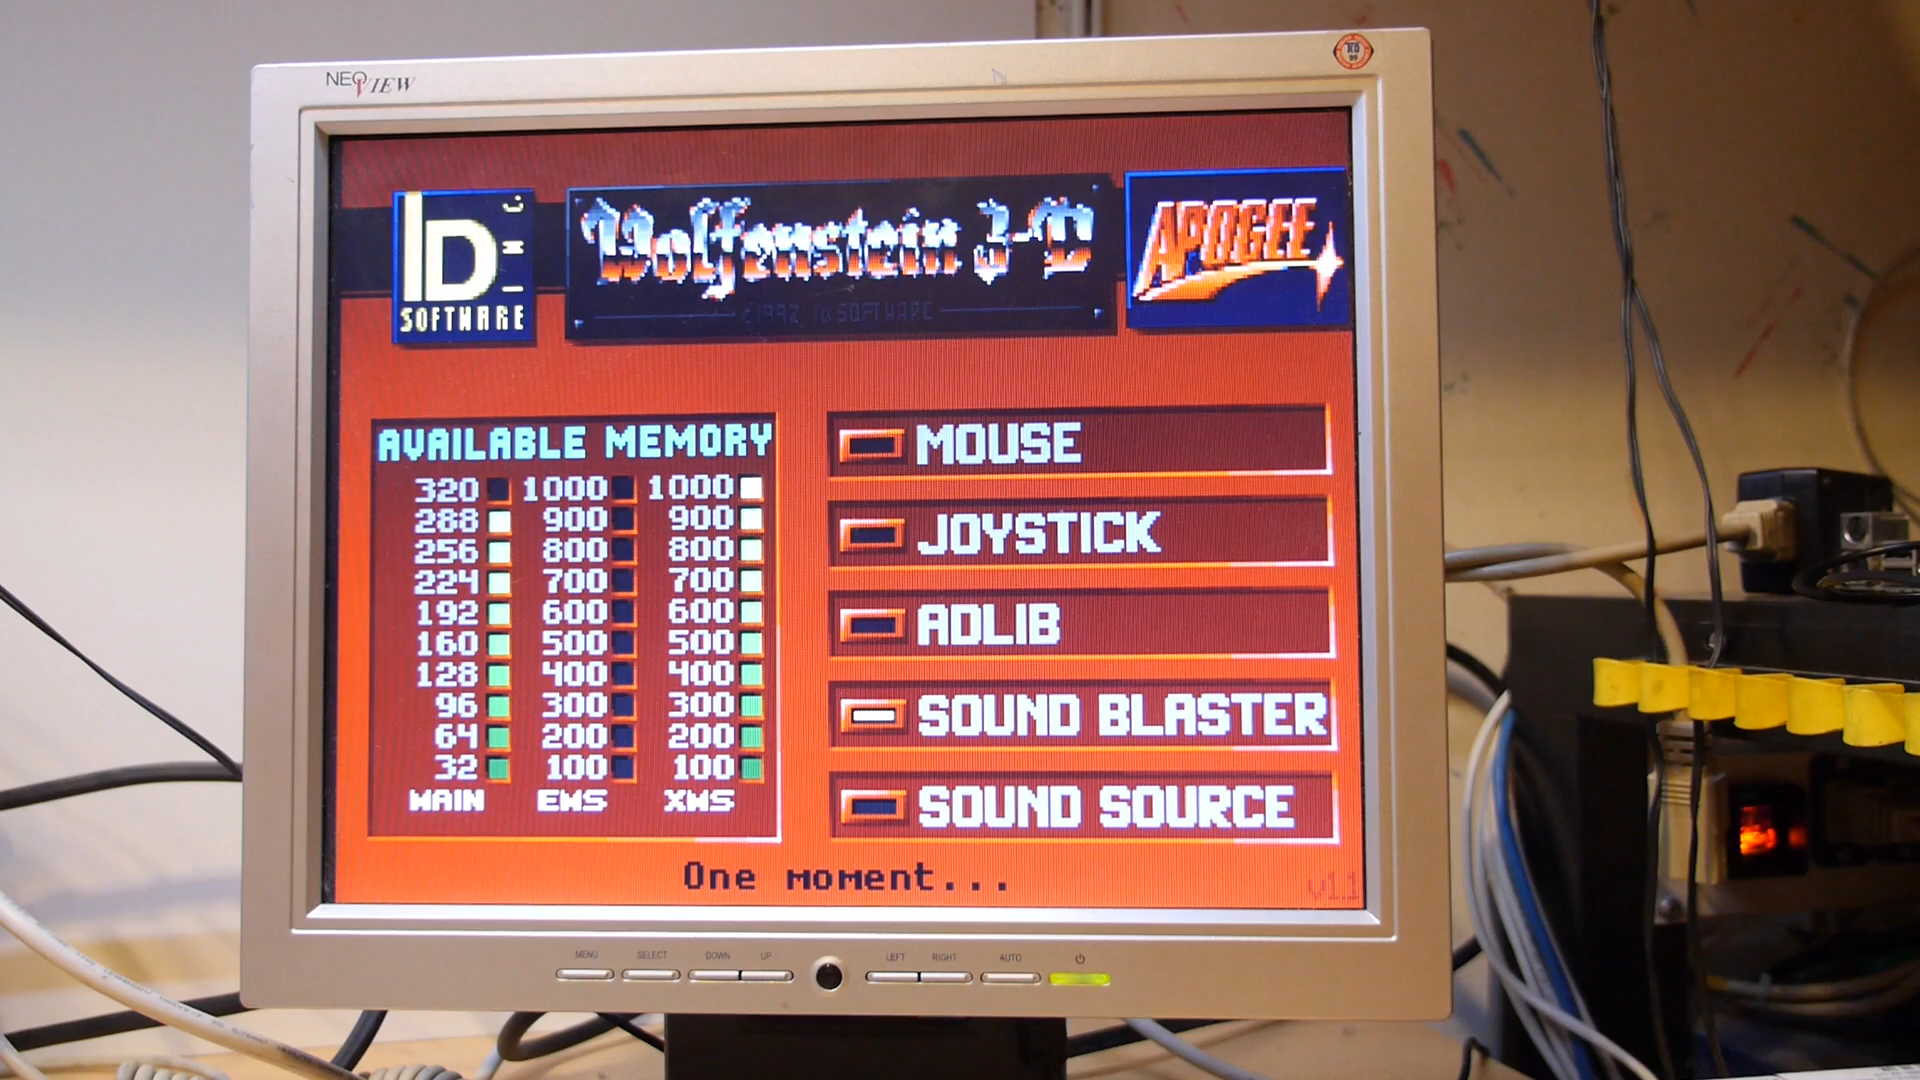 NEOVIEW
ID
SOFTWARE
Wolfenstein 3-D
©1992 id SOFTWARE
APOGEE
AVAILABLE MEMORY
320 1000 1000
288 900 900
256 800 800
224 700 700
192 600 600
160 500 500
128 400 400
96 300 300
64 200 200
32 100 100
MAIN EMS XMS
MOUSE
JOYSTICK
ADLIB
SOUND BLASTER
SOUND SOURCE
One moment...
v1.1
MENU SELECT DOWN UP LEFT RIGHT AUTO